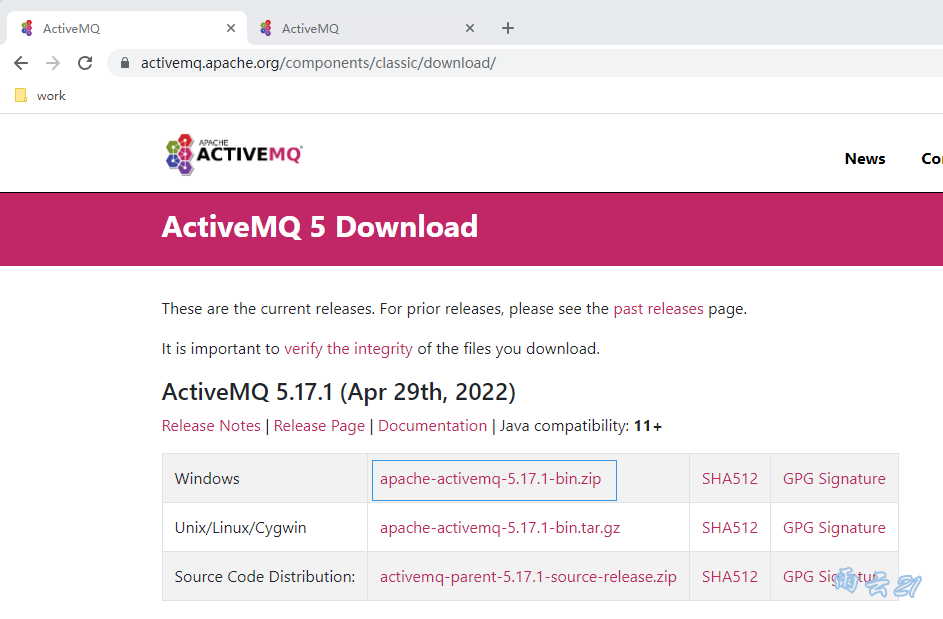 ActiveMQ
ActiveMQ
activemq.apache.org/components/classic/download/
work
APACHE
ACTIVEMQ
News Co
ActiveMQ 5 Download
These are the current releases. For prior releases, please see the past releases page.
It is important to verify the integrity of the files you download.
ActiveMQ 5.17.1 (Apr 29th, 2022)
Release Notes | Release Page | Documentation | Java compatibility: 11+
Windows apache-activemq-5.17.1-bin.zip SHA512 GPG Signature
Unix/Linux/Cygwin apache-activemq-5.17.1-bin.tar.gz SHA512 GPG Signature
Source Code Distribution: activemq-parent-5.17.1-source-release.zip SHA512 GPG Signature
雨云21